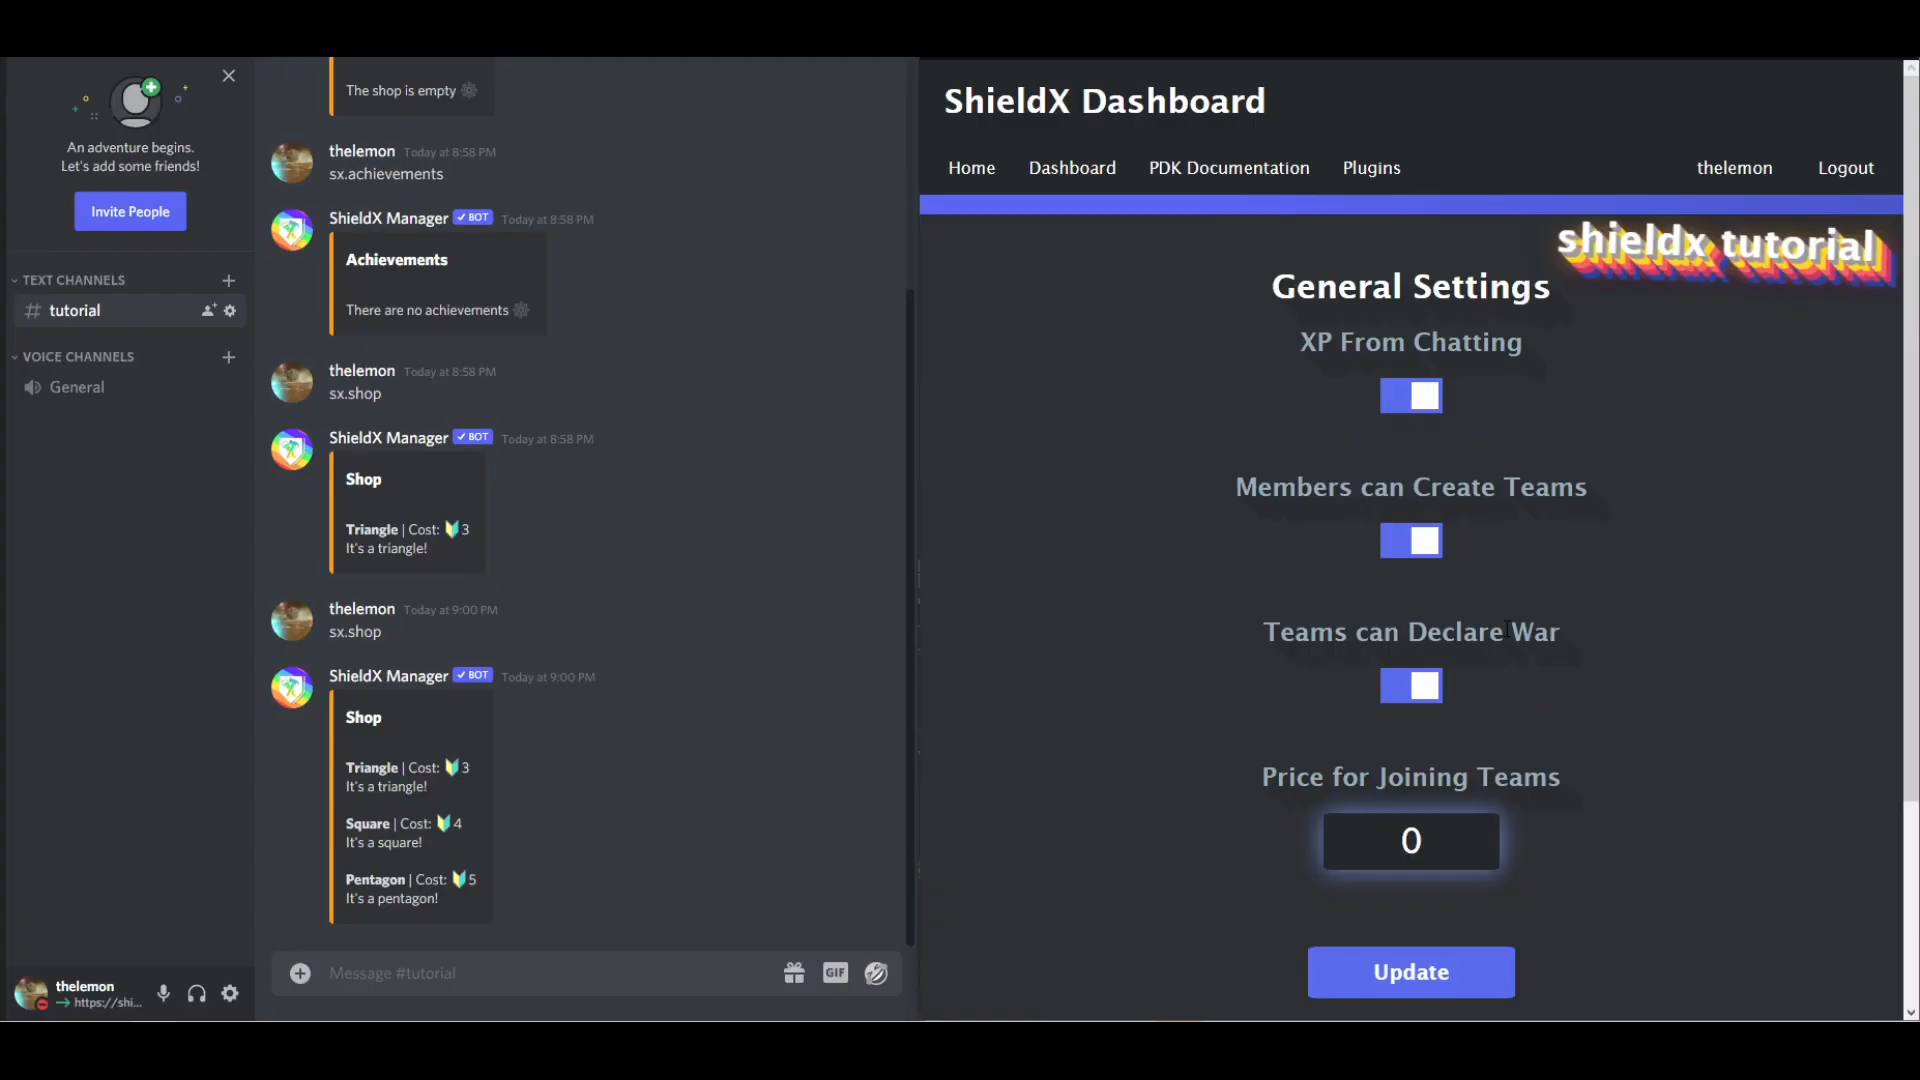 An adventure begins.
Let's add some friends!
Invite People
TEXT CHANNELS
tutorial
VOICE CHANNELS
General
thelemon
https://shi...
The shop is empty
thelemon Today at 8:58 PM
sx.achievements
ShieldX Manager BOT Today at 8:58 PM
Achievements
There are no achievements
thelemon Today at 8:58 PM
sx.shop
ShieldX Manager BOT Today at 8:58 PM
Shop
Triangle | Cost: 3
It's a triangle!
thelemon Today at 9:00 PM
sx.shop
ShieldX Manager BOT Today at 9:00 PM
Shop
Triangle | Cost: 3
It's a triangle!
Square | Cost: 4
It's a square!
Pentagon | Cost: 5
It's a pentagon!
Message #tutorial
GIF
ShieldX Dashboard
Home Dashboard PDK Documentation Plugins thelemon Logout
shieldx tutorial
General Settings
XP From Chatting
Members can Create Teams
Teams can Declare War
Price for Joining Teams
0
Update